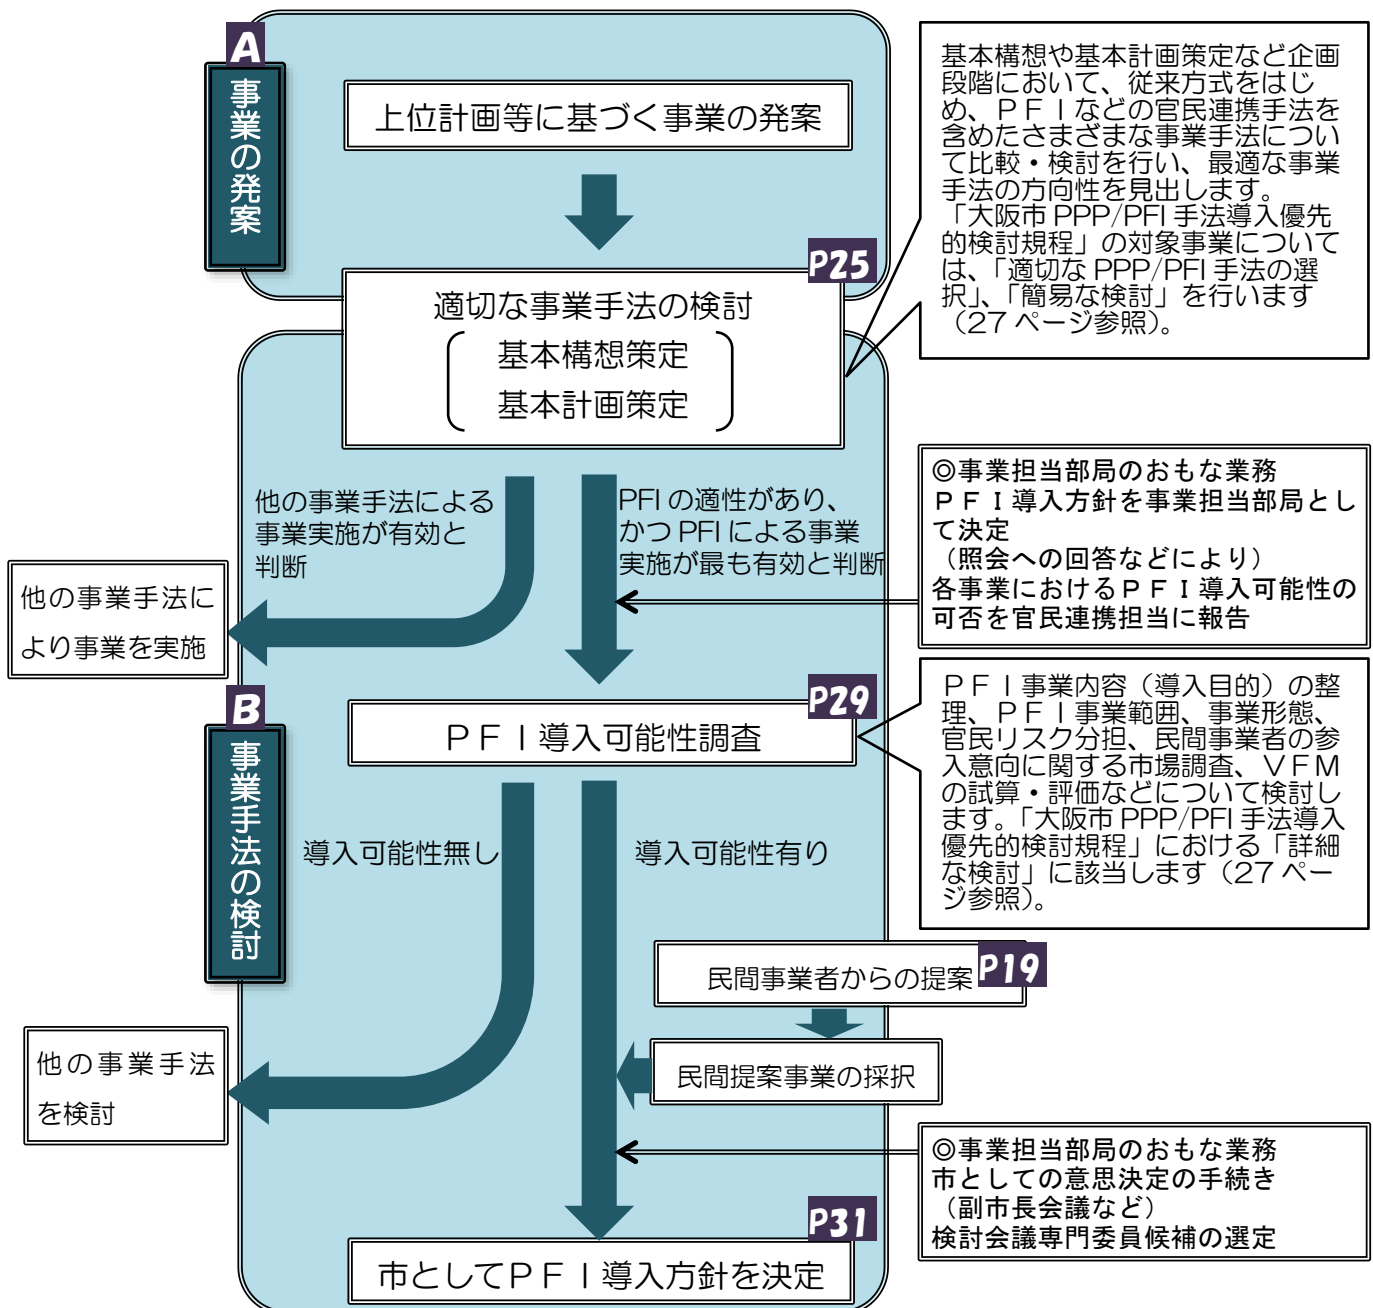 A
事業の発案
上位計画等に基づく事業の発案
基本構想や基本計画策定など企画
段階において、従来方式をはじ
め、ＰＦＩなどの官民連携手法を
含めたさまざまな事業手法につい
て比較・検討を行い、最適な事業
手法の方向性を見出します。
「大阪市 PPP/PFI 手法導入優先
的検討規程」の対象事業について
は、「適切な PPP/PFI 手法の選
択」、「簡易な検討」を行います
（27 ページ参照）。
P25
適切な事業手法の検討
基本構想策定
基本計画策定
他の事業手法による
事業実施が有効と
判断
PFI の適性があり、
かつ PFI による事業
実施が最も有効と判断
◎事業担当部局のおもな業務
ＰＦＩ導入方針を事業担当部局とし
て決定
（照会への回答などにより）
各事業におけるＰＦＩ導入可能性の
可否を官民連携担当に報告
他の事業手法に
より事業を実施
B
事業手法の検討
P29
ＰＦＩ導入可能性調査
ＰＦＩ事業内容（導入目的）の整
理、ＰＦＩ事業範囲、事業形態、
官民リスク分担、民間事業者の参
入意向に関する市場調査、ＶＦＭ
の試算・評価などについて検討し
ます。「大阪市 PPP/PFI 手法導入
優先的検討規程」における「詳細
な検討」に該当します（27 ペー
ジ参照）。
導入可能性無し
導入可能性有り
P19
民間事業者からの提案
民間提案事業の採択
他の事業手法
を検討
◎事業担当部局のおもな業務
市としての意思決定の手続き
（副市長会議など）
検討会議専門委員候補の選定
P31
市としてＰＦＩ導入方針を決定